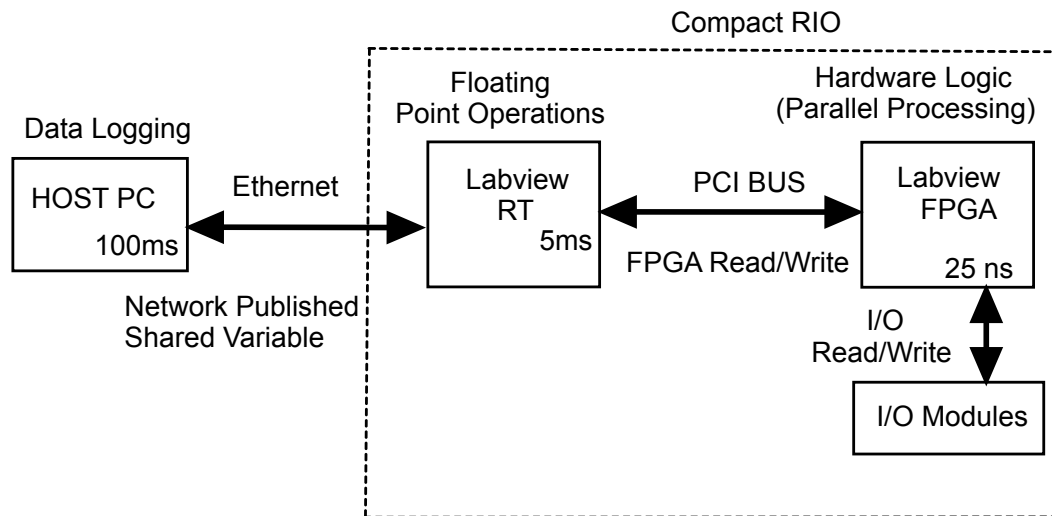 Compact RIO
Data Logging
HOST PC
100ms
Ethernet
Network Published
Shared Variable
Floating
Point Operations
Labview
RT
5ms
PCI BUS
FPGA Read/Write
Hardware Logic
(Parallel Processing)
Labview
FPGA
25 ns
I/O
Read/Write
I/O Modules